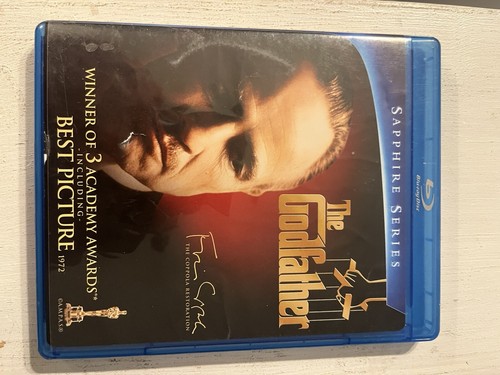 Blu-ray Disc
SAPPHIRE SERIES
The
Godfather
THE COPPOLA RESTORATION
WINNER OF 3 ACADEMY AWARDS®
-INCLUDING-
BEST PICTURE 1972
©A.M.P.A.S.®